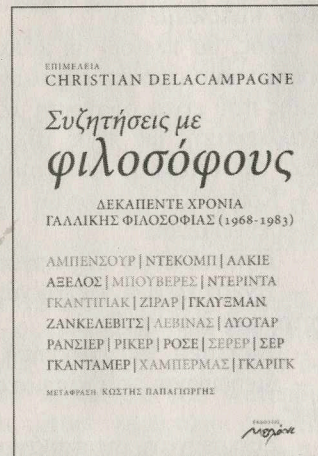 ΕΠΙΜΕΛΕΙΑ
CHRISTIAN DELACAMPAGNE
Συζητήσεις με
φιλοσόφους
ΔΕΚΑΠΕΝΤΕ ΧΡΟΝΙΑ
ΓΑΛΛΙΚΗΣ ΦΙΛΟΣΟΦΙΑΣ (1968-1983)
ΑΜΠΕΝΣΟΥΡ | ΝΤΕΚΟΜΠ | ΑΛΚΙΕ
ΑΞΕΛΟΣ | ΜΠΟΥΒΕΡΕΣ | ΝΤΕΡΙΝΤΑ
ΓΚΑΝΤΙΓΙΑΚ | ΖΙΡΑΡ | ΓΚΛΥΞΜΑΝ
ΖΑΝΚΕΛΕΒΙΤΣ | ΛΕΒΙΝΑΣ | ΛΥΟΤΑΡ
ΡΑΝΣΙΕΡ | ΡΙΚΕΡ | ΡΟΣΕ | ΣΕΡΕΡ | ΣΕΡ
ΓΚΑΝΤΑΜΕΡ | ΧΑΜΠΕΡΜΑΣ | ΓΚΑΡΙΓΚ
ΜΕΤΑΦΡΑΣΗ: ΚΩΣΤΗΣ ΠΑΠΑΓΙΩΡΓΗΣ